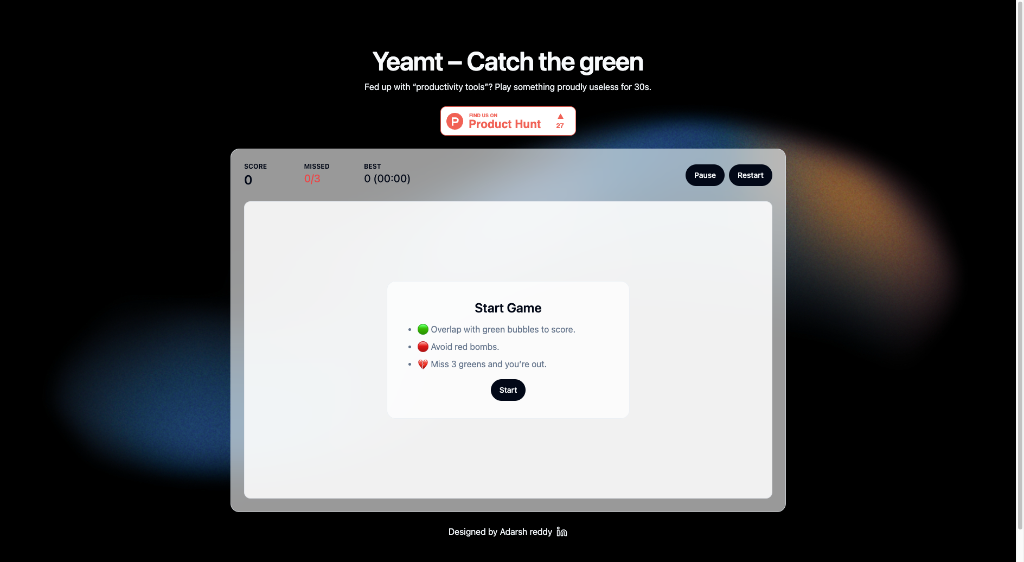 Yeamt – Catch the green
Fed up with “productivity tools”? Play something proudly useless for 30s.
FIND US ON
Product Hunt
27
SCORE
0
MISSED
0/3
BEST
0 (00:00)
Pause
Restart
Start Game
Overlap with green bubbles to score.
Avoid red bombs.
Miss 3 greens and you’re out.
Start
Designed by Adarsh reddy